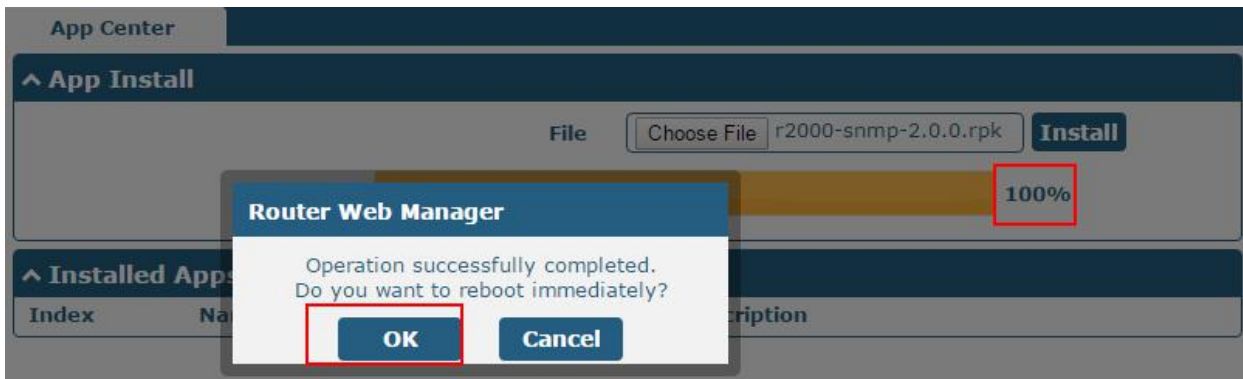 App Center
^ App Install
File Choose File r2000-snmp-2.0.0.rpk Install
100%
Router Web Manager
Operation successfully completed.
Do you want to reboot immediately?
OK Cancel
^ Installed Apps
Index